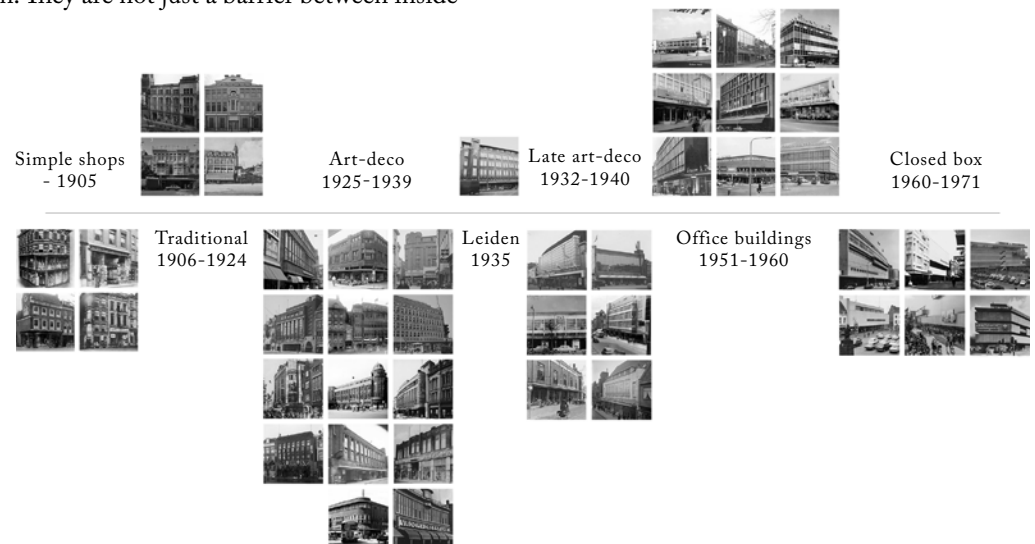 n. They are not just a barrier between inside
Simple shops
- 1905
Art-deco
1925-1939
Late art-deco
1932-1940
Closed box
1960-1971
Traditional
1906-1924
Leiden
1935
Office buildings
1951-1960